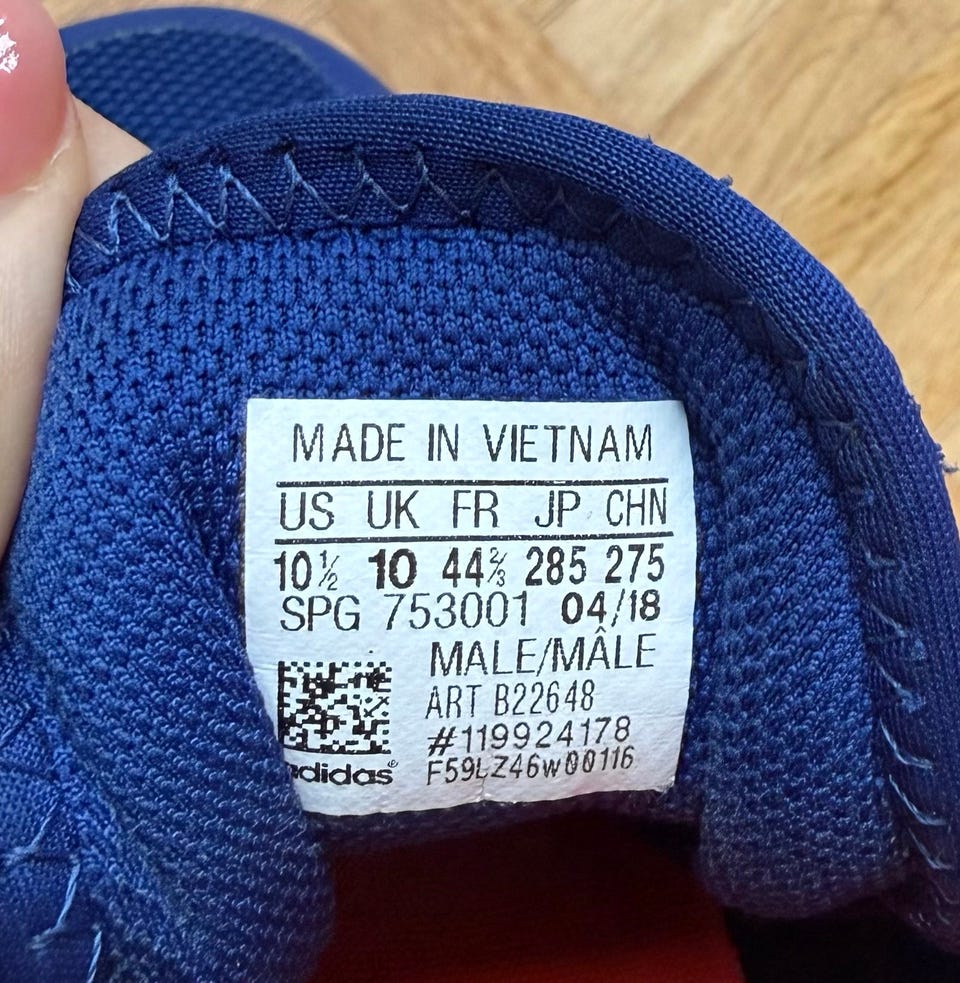 MADE IN VIETNAM
US UK FR JP CHN
10½ 10 44⅔ 285 275
SPG 753001 04/18
MALE/MÂLE
ART B22648
#119924178
F59LZ46w00116
adidas®